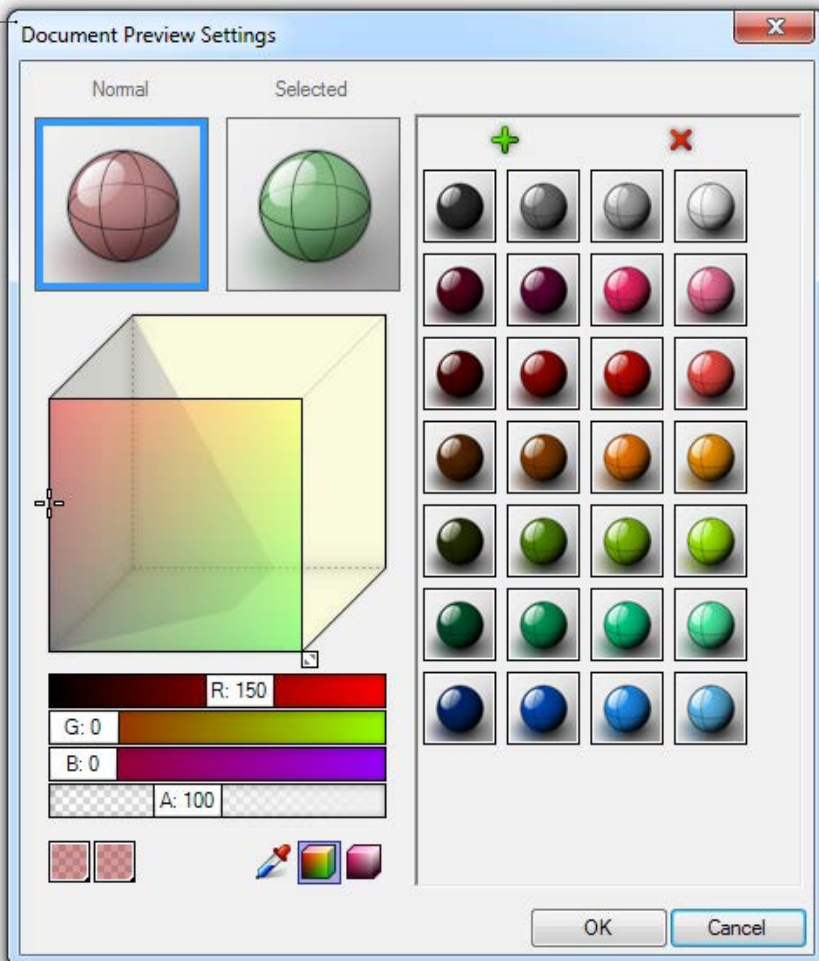 Document Preview Settings
Normal
Selected
R: 150
G: 0
B: 0
A: 100
OK
Cancel